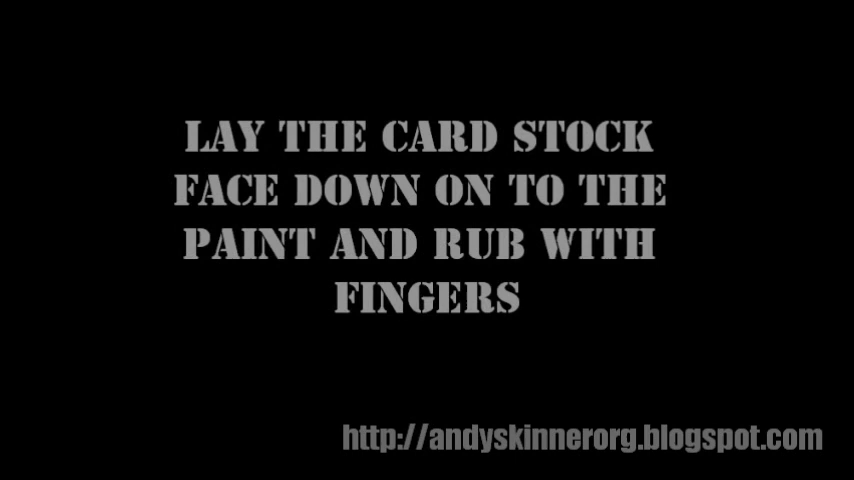 LAY THE CARD STOCK
FACE DOWN ON TO THE
PAINT AND RUB WITH
FINGERS
http://andyskinnerorg.blogspot.com